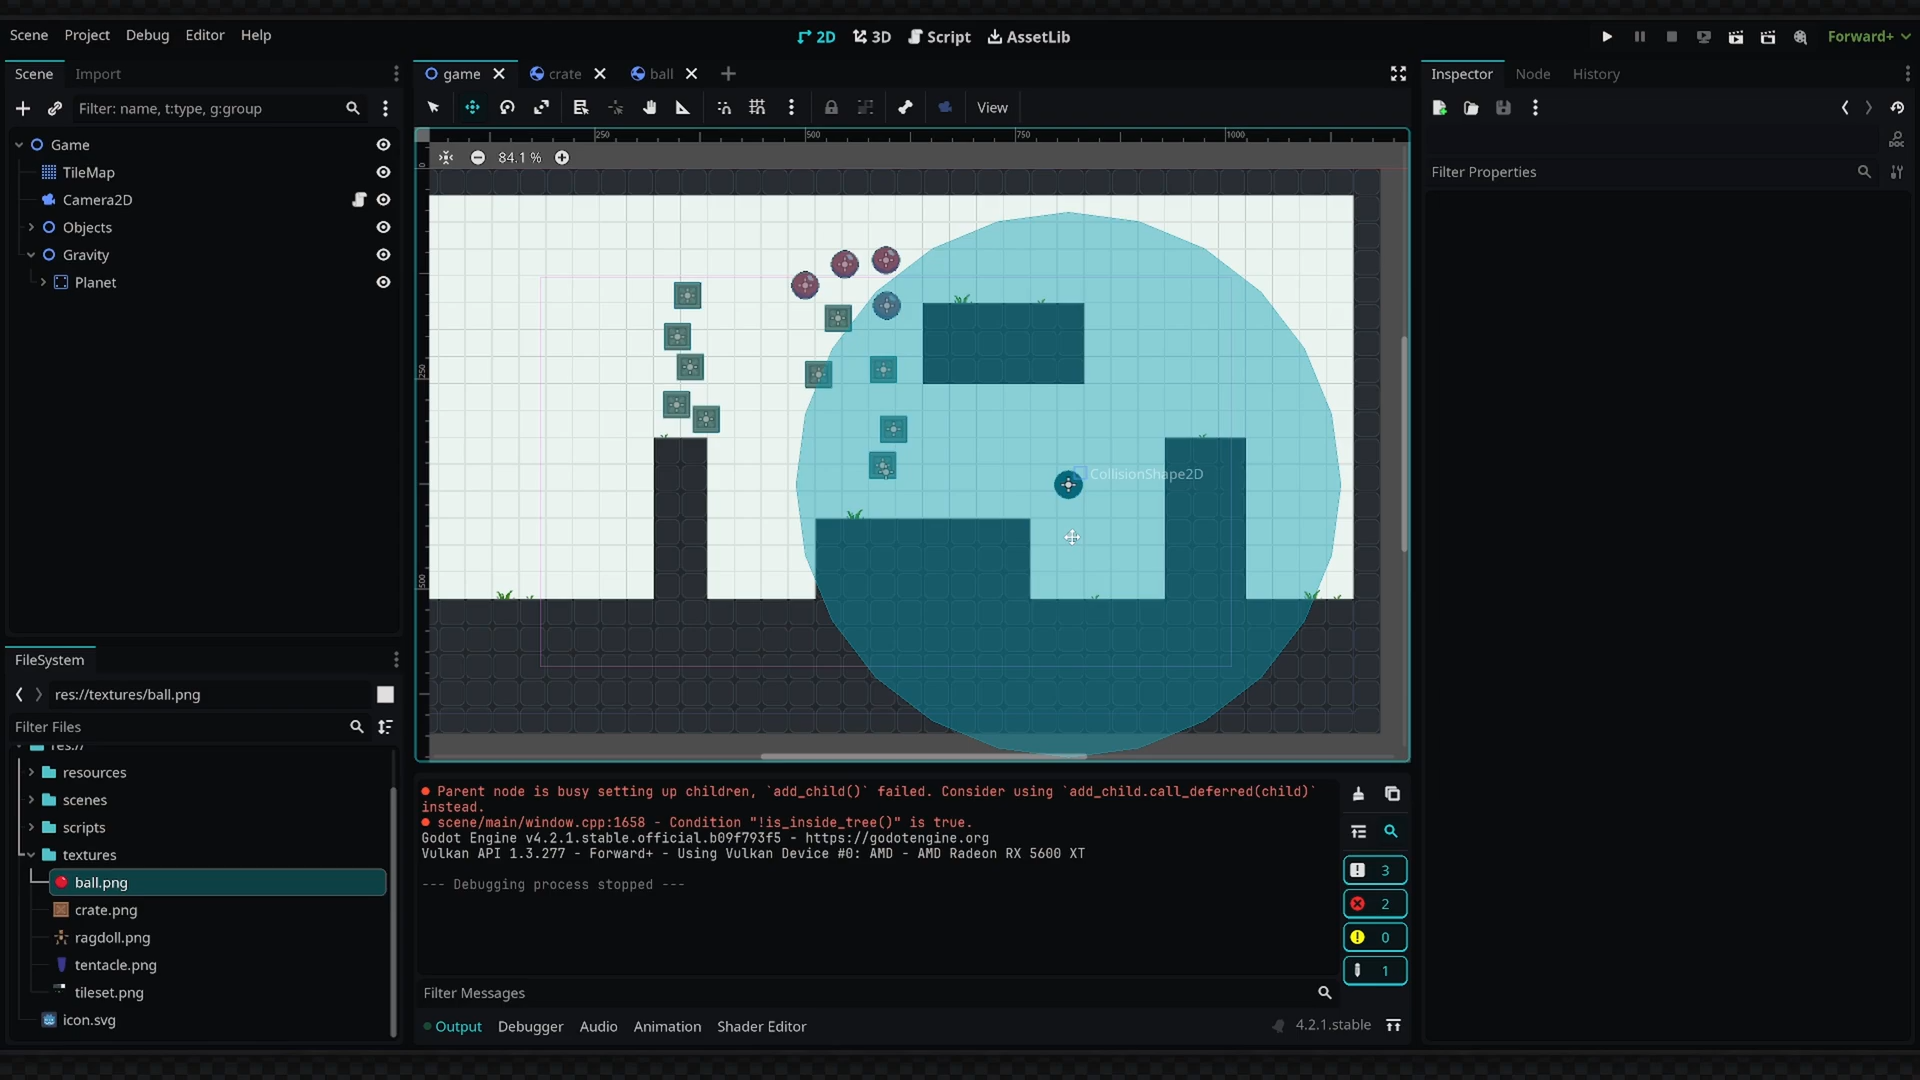 Scene Project Debug Editor Help
2D 3D Script AssetLib
Forward+
Scene Import
Filter: name, t:type, g:group
Game
TileMap
Camera2D
Objects
Gravity
Planet
FileSystem
res://textures/ball.png
Filter Files
res://
resources
scenes
scripts
textures
ball.png
crate.png
ragdoll.png
tentacle.png
tileset.png
icon.svg
game crate ball
View
250 500 750 1000
0
84.1 %
250
500
CollisionShape2D
Parent node is busy setting up children, `add_child()` failed. Consider using `add_child.call_deferred(child)`
instead.
scene/main/window.cpp:1658 - Condition "!is_inside_tree()" is true.
Godot Engine v4.2.1.stable.official.b09f793f5 - https://godotengine.org
Vulkan API 1.3.277 - Forward+ - Using Vulkan Device #0: AMD - AMD Radeon RX 5600 XT
--- Debugging process stopped ---
3
2
0
1
Filter Messages
Output Debugger Audio Animation Shader Editor
4.2.1.stable
Inspector Node History
DOC
Filter Properties